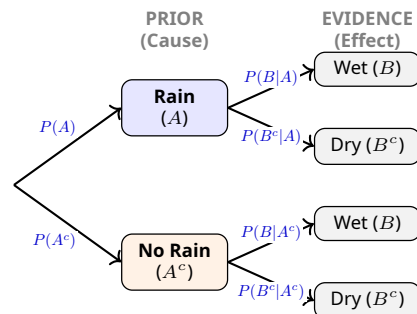 PRIOR
(Cause)
EVIDENCE
(Effect)
P(A)
P(A^c)
Rain
(A)
No Rain
(A^c)
P(B|A)
P(B^c|A)
P(B|A^c)
P(B^c|A^c)
Wet (B)
Dry (B^c)
Wet (B)
Dry (B^c)